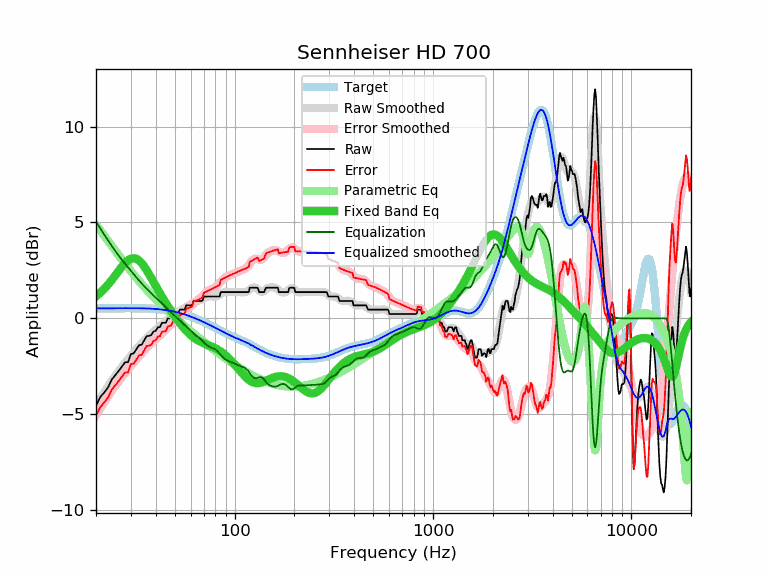 Sennheiser HD 700
Target
Raw Smoothed
Error Smoothed
Raw
Error
Parametric Eq
Fixed Band Eq
Equalization
Equalized smoothed
10
5
0
−5
−10
Amplitude (dBr)
100
1000
10000
Frequency (Hz)